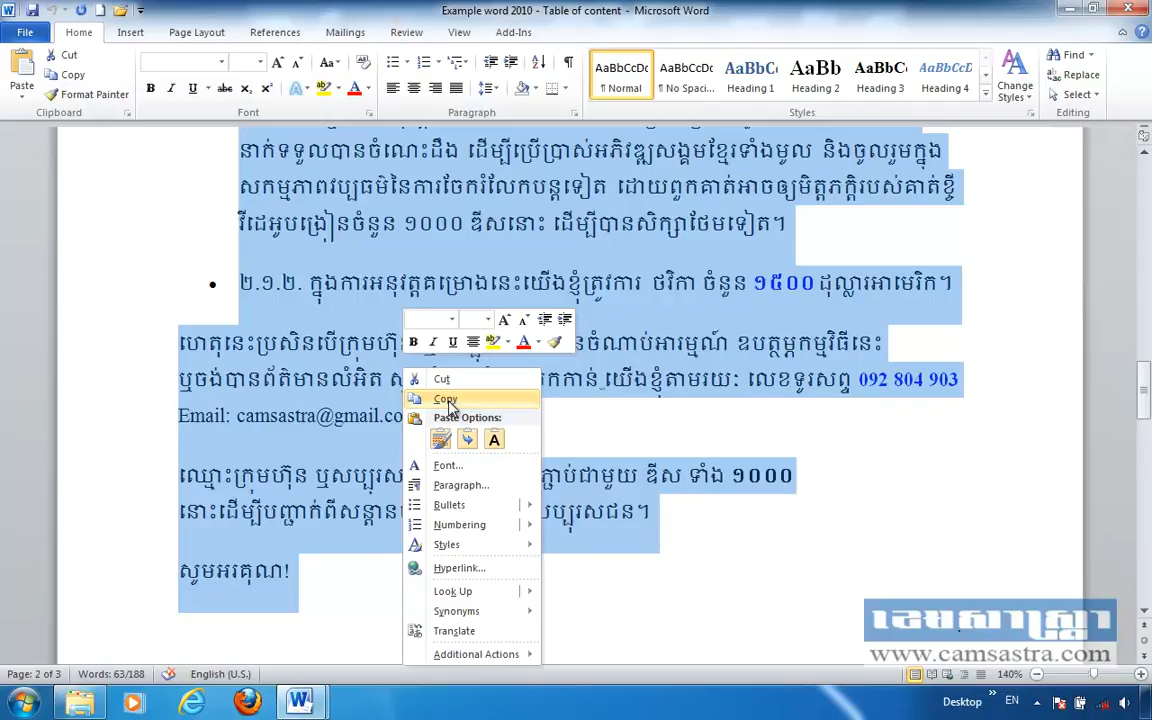 Example word 2010 - Table of content - Microsoft Word
File Home Insert Page Layout References Mailings Review View Add-Ins
Cut
Copy
Format Painter
Paste
Clipboard
Font
Paragraph
AaBbCcDc AaBbCcDc AaBbC AaBb AaBbC AaBbCcD
¶ Normal ¶ No Spaci... Heading 1 Heading 2 Heading 3 Heading 4
Change Styles
Styles
Find
Replace
Select
Editing
នាក់ទទួលបានចំណេះដឹង ដើម្បីប្រើប្រាស់អភិវឌ្ឍសង្គមខ្មែរទាំងមូល និងចូលរួមក្នុង
សកម្មភាពវប្បធម៌នៃការចែករំលែកបន្តទៀត ដោយពួកគាត់អាចឲ្យមិត្តភក្តិរបស់គាត់ខ្ចី
វីដេអូបង្រៀនចំនួន ១០០០ ឌីសនោះ ដើម្បីបានសិក្សាថែមទៀត។
• ២.១.២. ក្នុងការអនុវត្តគម្រោងនេះយើងខ្ញុំត្រូវការ ថវិកា ចំនួន ១៥០០ ដុល្លារអាមេរិក។
ហេតុនេះប្រសិនបើក្រុមហ៊ុន នចំណាប់អារម្មណ៍ ឧបត្ថម្ភកម្មវិធីនេះ
ឬចង់បានព័ត៌មានលំអិត កាន់ យើងខ្ញុំតាមរយៈ លេខទូរសព្ទ 092 804 903
Email: camsastra@gmail.co
ឈ្មោះក្រុមហ៊ុន ឬសប្បុរស ភ្ជាប់ជាមួយ ឌីស ទាំង ១០០០
នោះដើម្បីបញ្ជាក់ពីសន្តាន សប្បុរសជន។
សូមអរគុណ!
Cut
Copy
Paste Options:
Font...
Paragraph...
Bullets
Numbering
Styles
Hyperlink...
Look Up
Synonyms
Translate
Additional Actions
ខេមសាស្ត្រា
www.camsastra.com
Page: 2 of 3 Words: 63/188 English (U.S.) 140%
Desktop EN